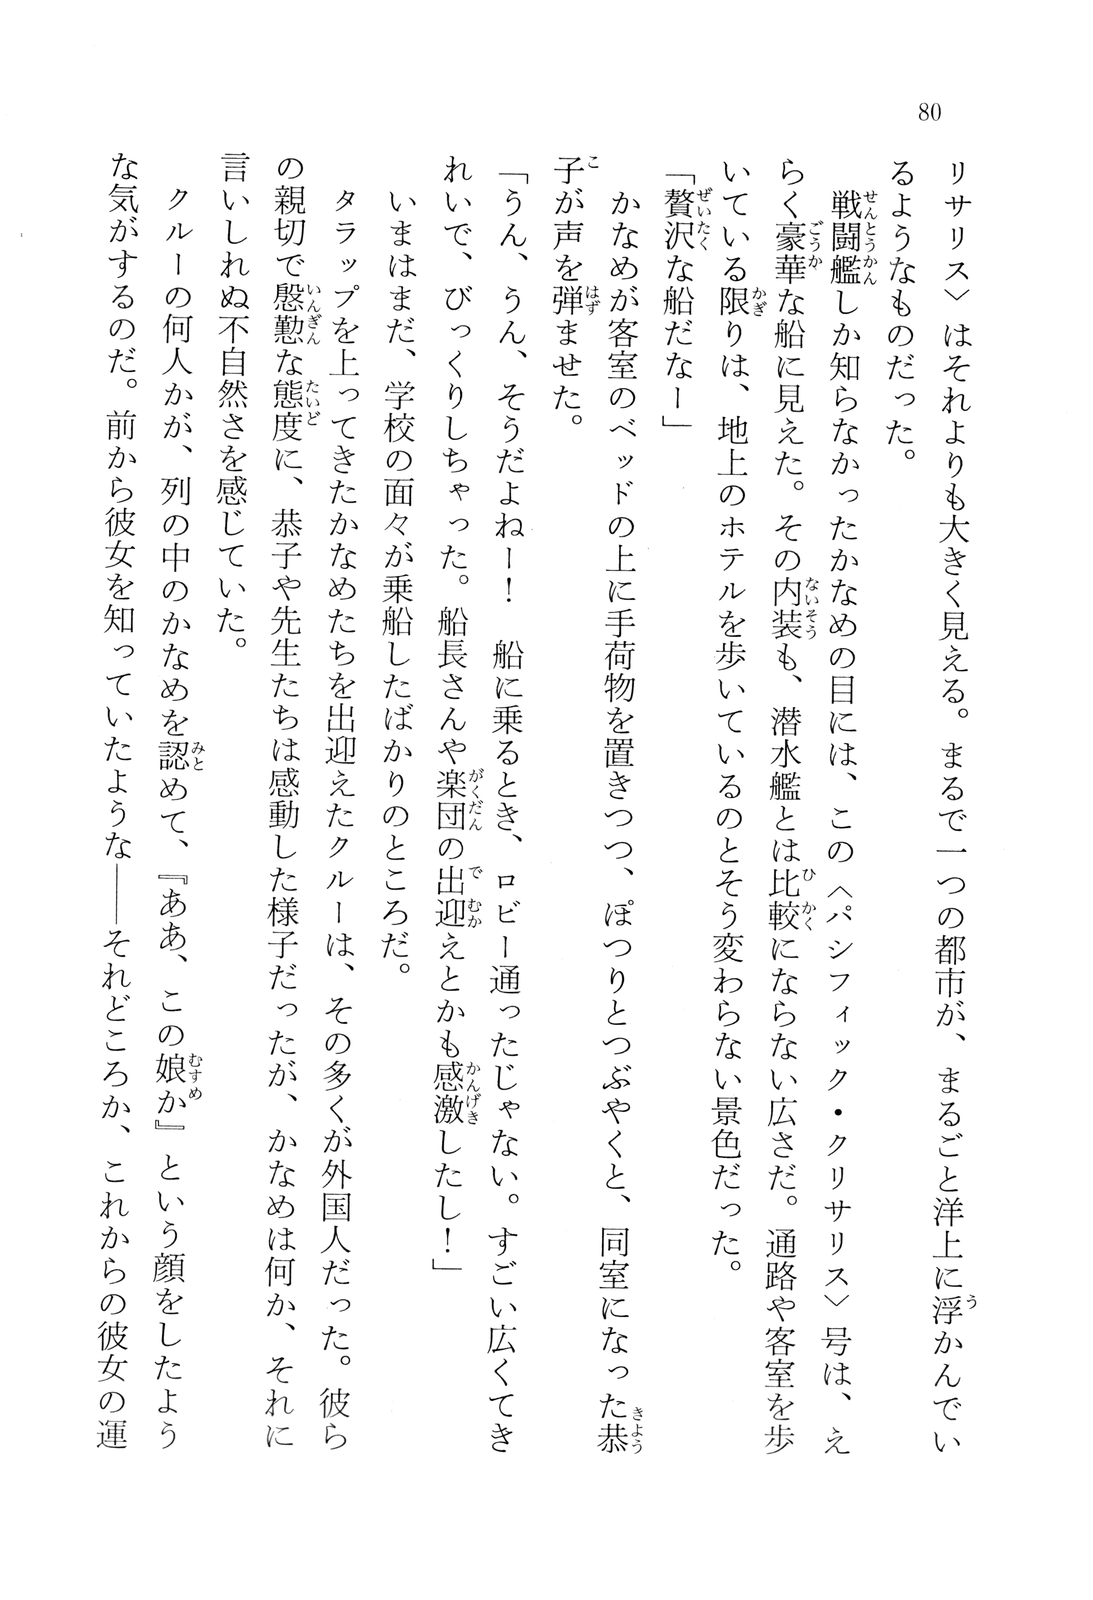 80
リサリス〉はそれよりも大きく見える。まるで一つの都市が、まるごと洋上に浮かんでい
るようなものだった。
　戦闘艦しか知らなかったかなめの目には、この〈パシフィック・クリサリス〉号は、え
らく豪華な船に見えた。その内装も、潜水艦とは比較にならない広さだ。通路や客室を歩
いている限りは、地上のホテルを歩いているのとそう変わらない景色だった。
「贅沢な船だなー」
　かなめが客室のベッドの上に手荷物を置きつつ、ぽつりとつぶやくと、同室になった恭
子が声を弾ませた。
「うん、うん、そうだよねー！　船に乗るとき、ロビー通ったじゃない。すごい広くてき
れいで、びっくりしちゃった。船長さんや楽団の出迎えとかも感激したし！」
　いまはまだ、学校の面々が乗船したばかりのところだ。
　タラップを上ってきたかなめたちを出迎えたクルーは、その多くが外国人だった。彼ら
の親切で慇懃な態度に、恭子や先生たちは感動した様子だったが、かなめは何か、それに
言いしれぬ不自然さを感じていた。
　クルーの何人かが、列の中のかなめを認めて、『ああ、この娘か』という顔をしたよう
な気がするのだ。前から彼女を知っていたような――それどころか、これからの彼女の運